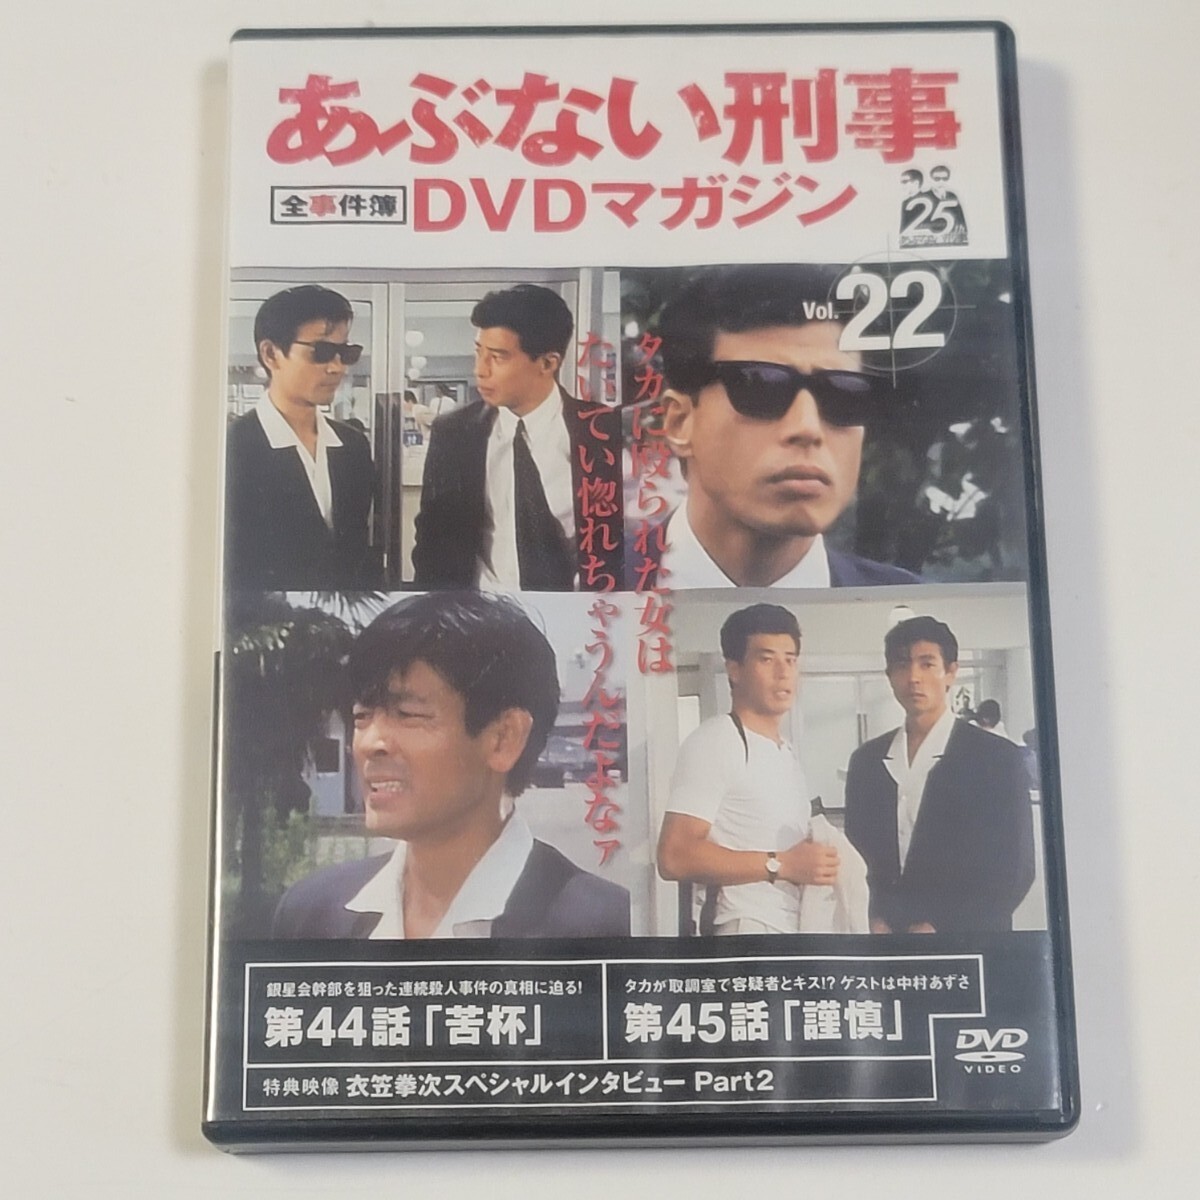 あぶない刑事
全事件簿 DVDマガジン
25th
Vol.22
タカに殴られた女は
たいてい惚れちゃうんだよなァ
銀星会幹部を狙った連続殺人事件の真相に迫る!
第44話「苦杯」
タカが取調室で容疑者とキス!? ゲストは中村あずさ
第45話「謹慎」
特典映像 衣笠拳次スペシャルインタビュー Part2
DVD
VIDEO